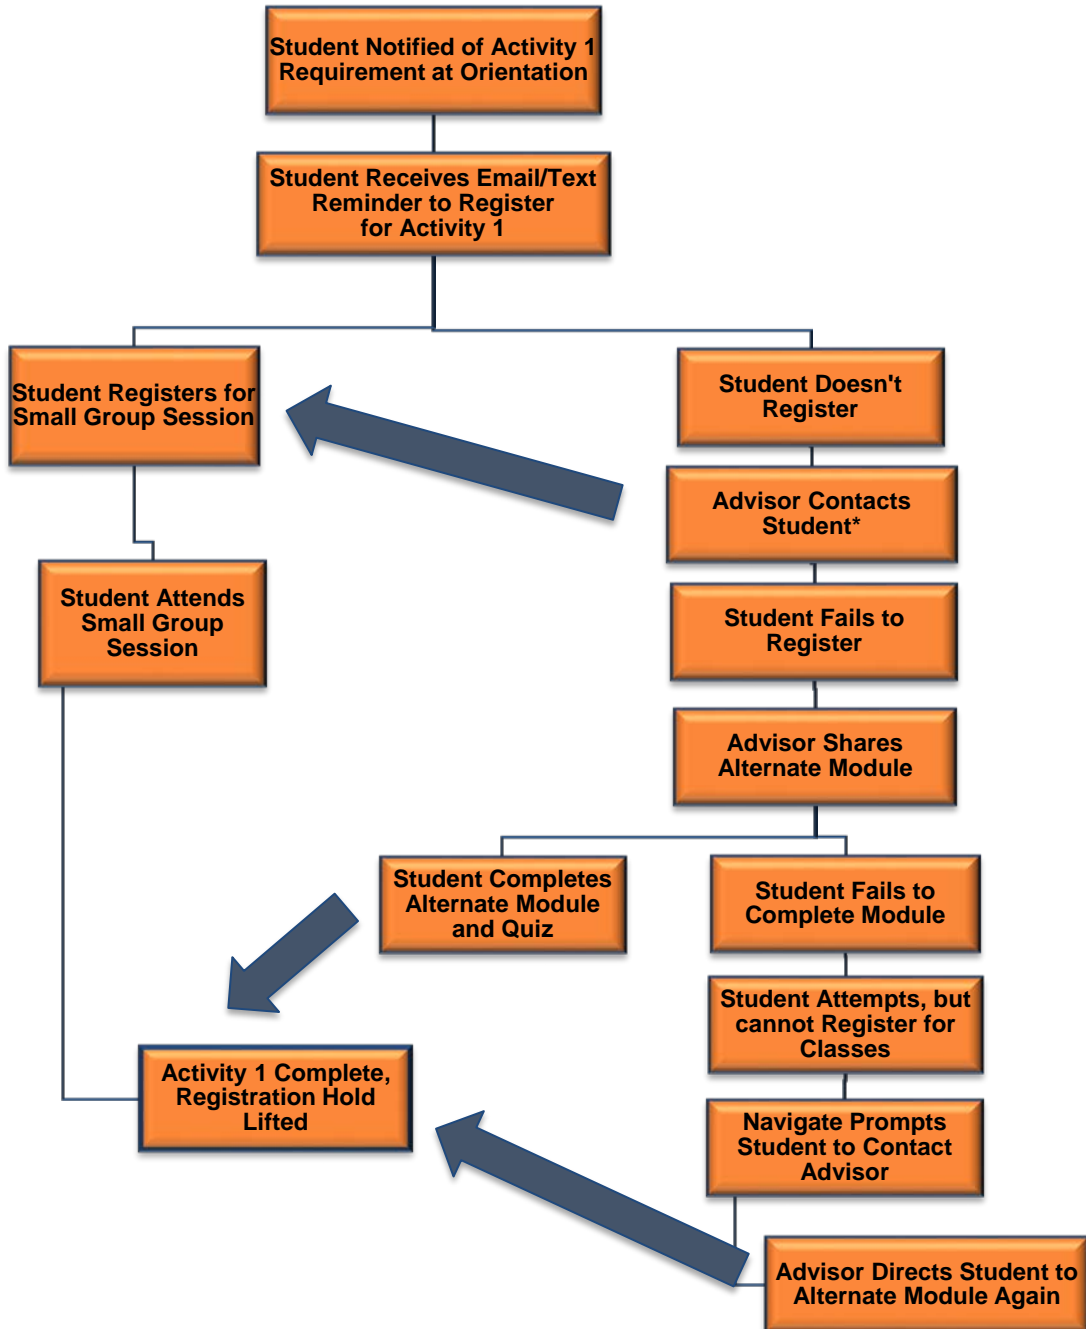 Student Notified of Activity 1
Requirement at Orientation
Student Receives Email/Text
Reminder to Register
for Activity 1
Student Registers for
Small Group Session
Student Attends
Small Group
Session
Student Doesn't
Register
Advisor Contacts
Student*
Student Fails to
Register
Advisor Shares
Alternate Module
Student Completes
Alternate Module
and Quiz
Student Fails to
Complete Module
Student Attempts, but
cannot Register for
Classes
Navigate Prompts
Student to Contact
Advisor
Advisor Directs Student to
Alternate Module Again
Activity 1 Complete,
Registration Hold
Lifted